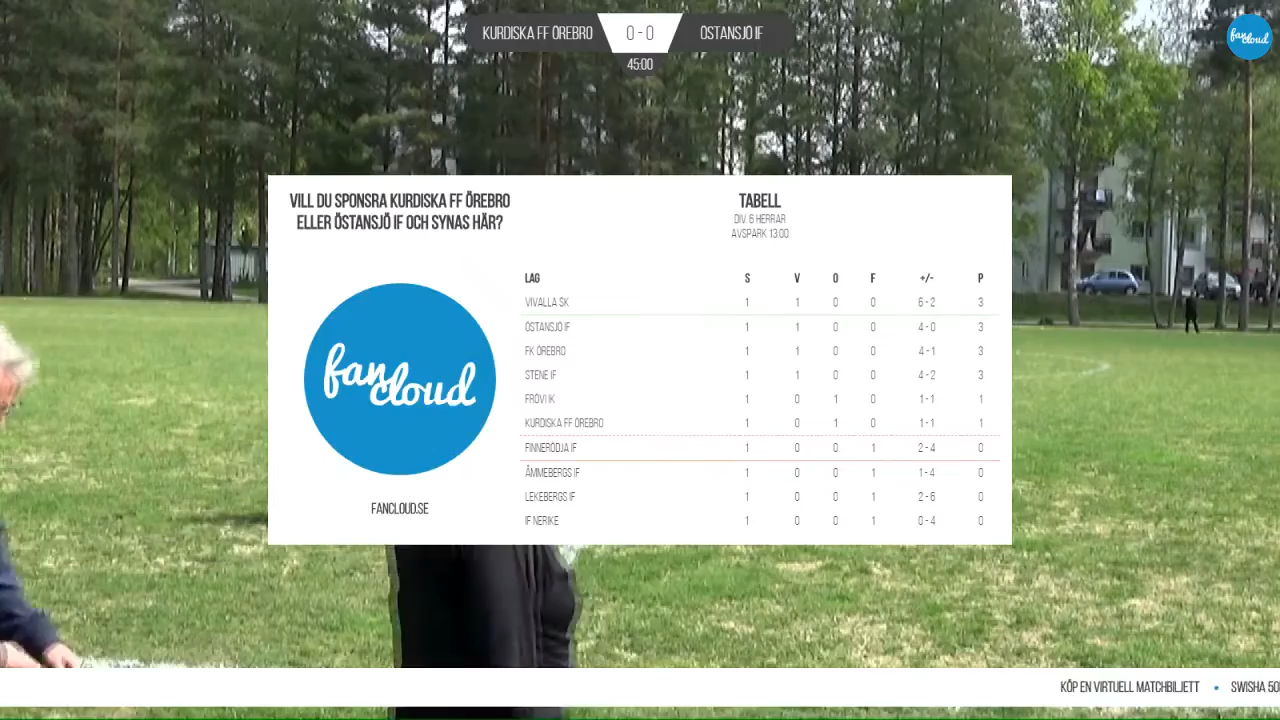 KURDISKA FF ÖREBRO 0 - 0 ÖSTANSJÖ IF
45:00
fan
cloud
VILL DU SPONSRA KURDISKA FF ÖREBRO
ELLER ÖSTANSJÖ IF OCH SYNAS HÄR?
TABELL
DIV. 6 HERRAR
AVSPARK 13:00
fan
cloud
FANCLOUD.SE
LAG S V O F +/- P
VIVALLA SK 1 1 0 0 6 - 2 3
ÖSTANSJÖ IF 1 1 0 0 4 - 0 3
FK ÖREBRO 1 1 0 0 4 - 1 3
STENE IF 1 1 0 0 4 - 2 3
FRÖVI IK 1 0 1 0 1 - 1 1
KURDISKA FF ÖREBRO 1 0 1 0 1 - 1 1
FINNERÖDJA IF 1 0 0 1 2 - 4 0
ÅMMEBERGS IF 1 0 0 1 1 - 4 0
LEKEBERGS IF 1 0 0 1 2 - 6 0
IF NERIKE 1 0 0 1 0 - 4 0
KÖP EN VIRTUELL MATCHBILJETT • SWISHA 50